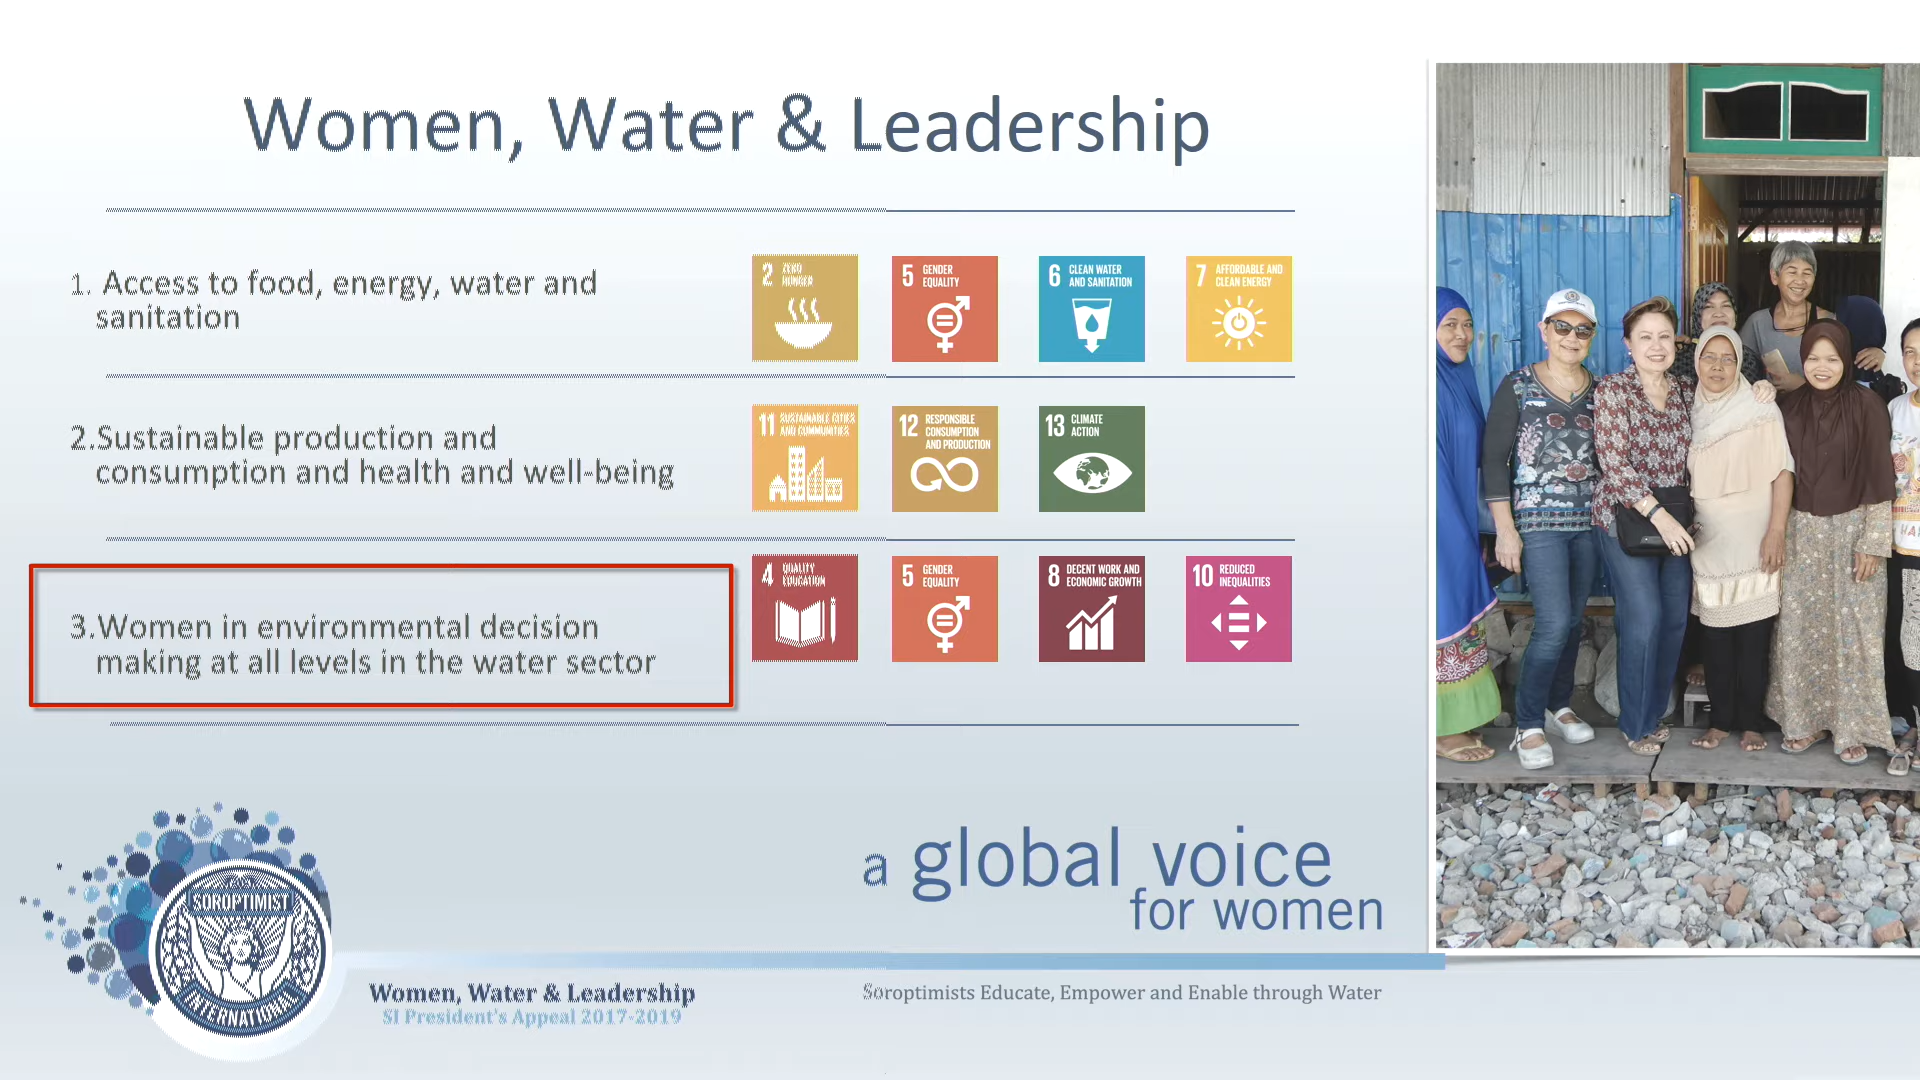 Women, Water & Leadership
1. Access to food, energy, water and
sanitation
2 ZERO
HUNGER
5 GENDER
EQUALITY
6 CLEAN WATER
AND SANITATION
7 AFFORDABLE AND
CLEAN ENERGY
2.Sustainable production and
consumption and health and well-being
11 SUSTAINABLE CITIES
AND COMMUNITIES
12 RESPONSIBLE
CONSUMPTION
AND PRODUCTION
13 CLIMATE
ACTION
3.Women in environmental decision
making at all levels in the water sector
4 QUALITY
EDUCATION
5 GENDER
EQUALITY
8 DECENT WORK AND
ECONOMIC GROWTH
10 REDUCED
INEQUALITIES
a global voice
for women
SOROPTIMIST
INTERNATIONAL
Women, Water & Leadership
SI President's Appeal 2017-2019
Soroptimists Educate, Empower and Enable through Water